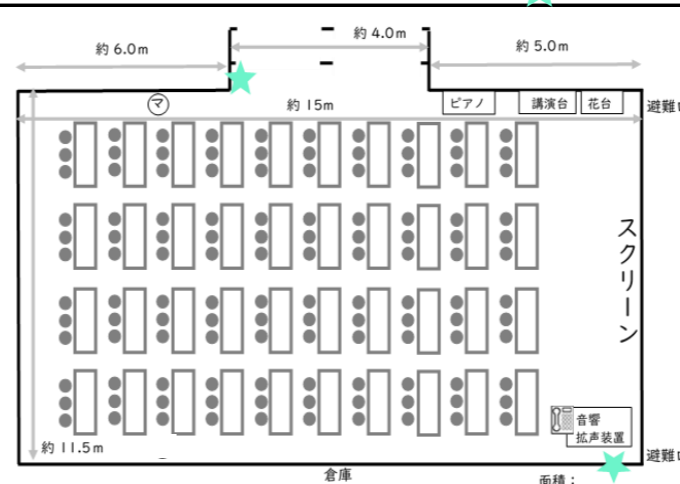 約 4.0m
約 6.0m
約 5.0m
マ
約 15m
ピアノ
講演台
花台
避難
スクリーン
音響
拡声装置
約 11.5m
避難
倉庫
面積: